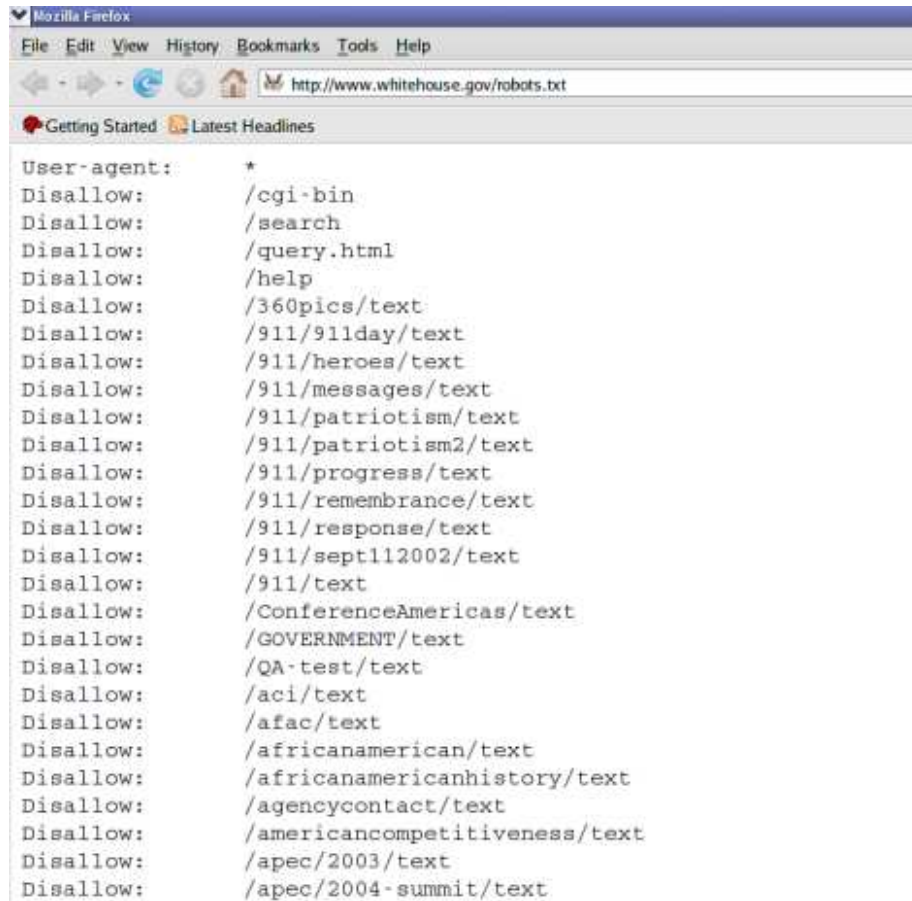 Mozilla Firefox
File Edit View History Bookmarks Tools Help
http://www.whitehouse.gov/robots.txt
Getting Started Latest Headlines
User-agent: *
Disallow: /cgi-bin
Disallow: /search
Disallow: /query.html
Disallow: /help
Disallow: /360pics/text
Disallow: /911/911day/text
Disallow: /911/heroes/text
Disallow: /911/messages/text
Disallow: /911/patriotism/text
Disallow: /911/patriotism2/text
Disallow: /911/progress/text
Disallow: /911/remembrance/text
Disallow: /911/response/text
Disallow: /911/sept112002/text
Disallow: /911/text
Disallow: /ConferenceAmericas/text
Disallow: /GOVERNMENT/text
Disallow: /QA-test/text
Disallow: /aci/text
Disallow: /afac/text
Disallow: /africanamerican/text
Disallow: /africanamericanhistory/text
Disallow: /agencycontact/text
Disallow: /americancompetitiveness/text
Disallow: /apec/2003/text
Disallow: /apec/2004-summit/text